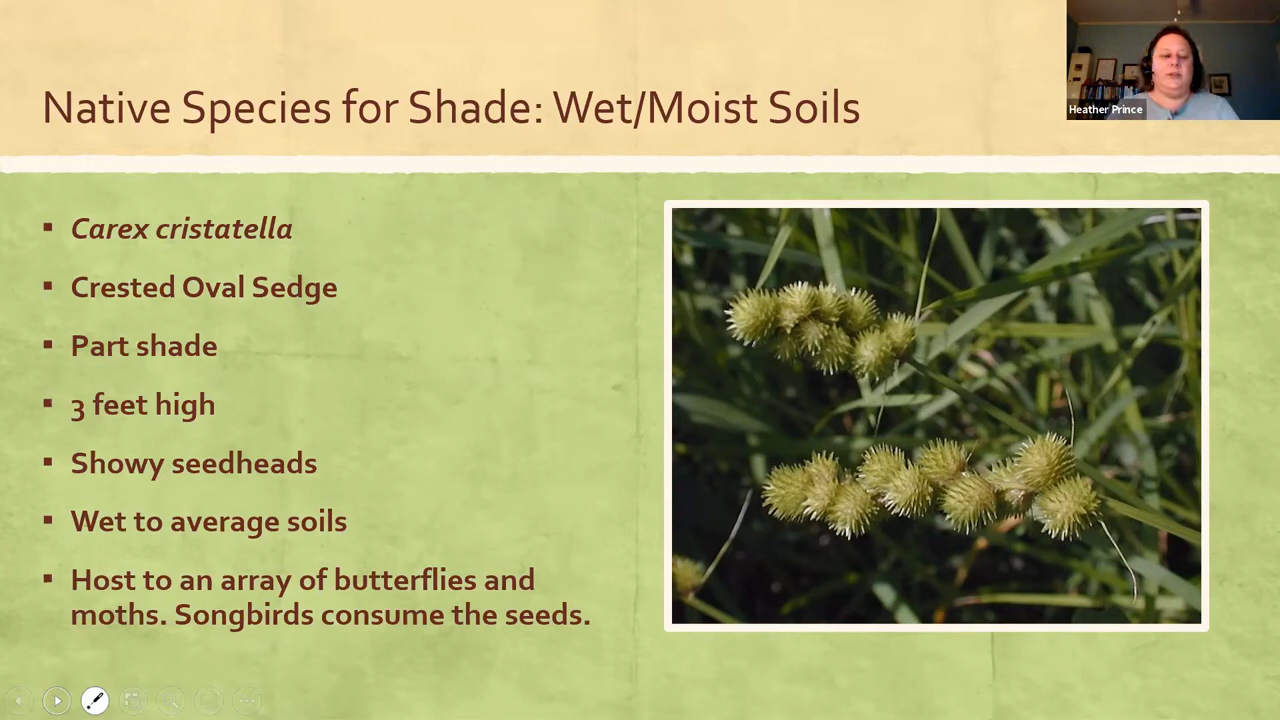 Native Species for Shade: Wet/Moist Soils
Heather Prince
▪ Carex cristatella
▪ Crested Oval Sedge
▪ Part shade
▪ 3 feet high
▪ Showy seedheads
▪ Wet to average soils
▪ Host to an array of butterflies and
moths. Songbirds consume the seeds.